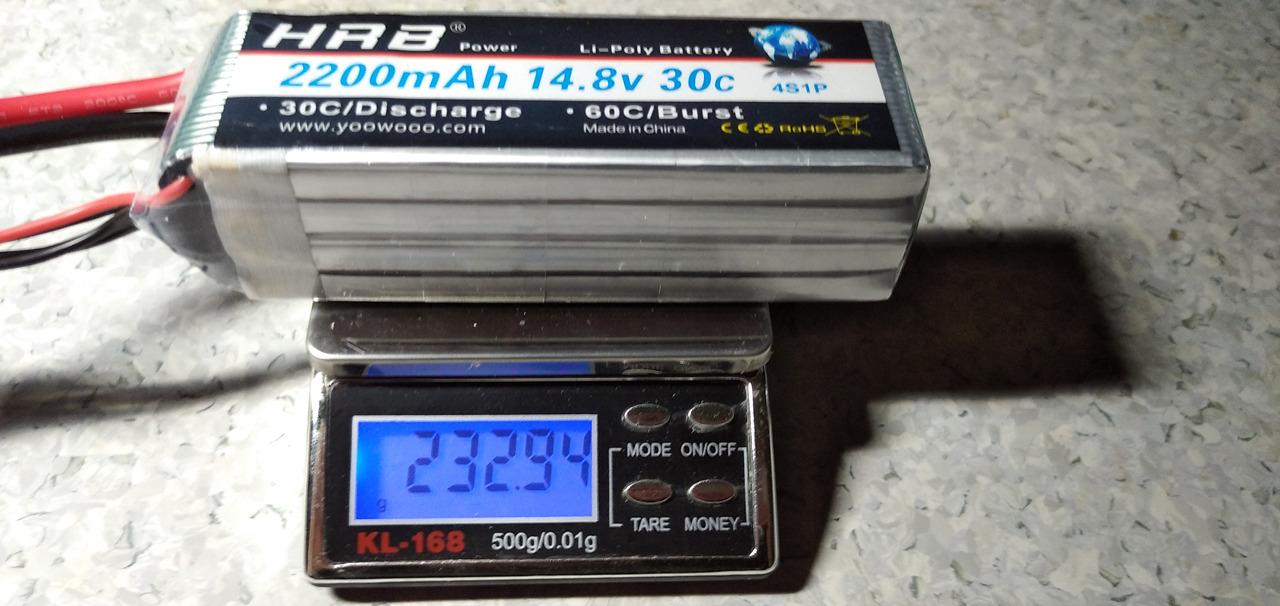 HRB® Power Li-Poly Battery
2200mAh 14.8v 30c 4S1P
• 30C/Discharge • 60C/Burst
www.yoowooo.com Made in China CE RoHS
232.94
g
MODE ON/OFF
TARE MONEY
KL-168 500g/0.01g